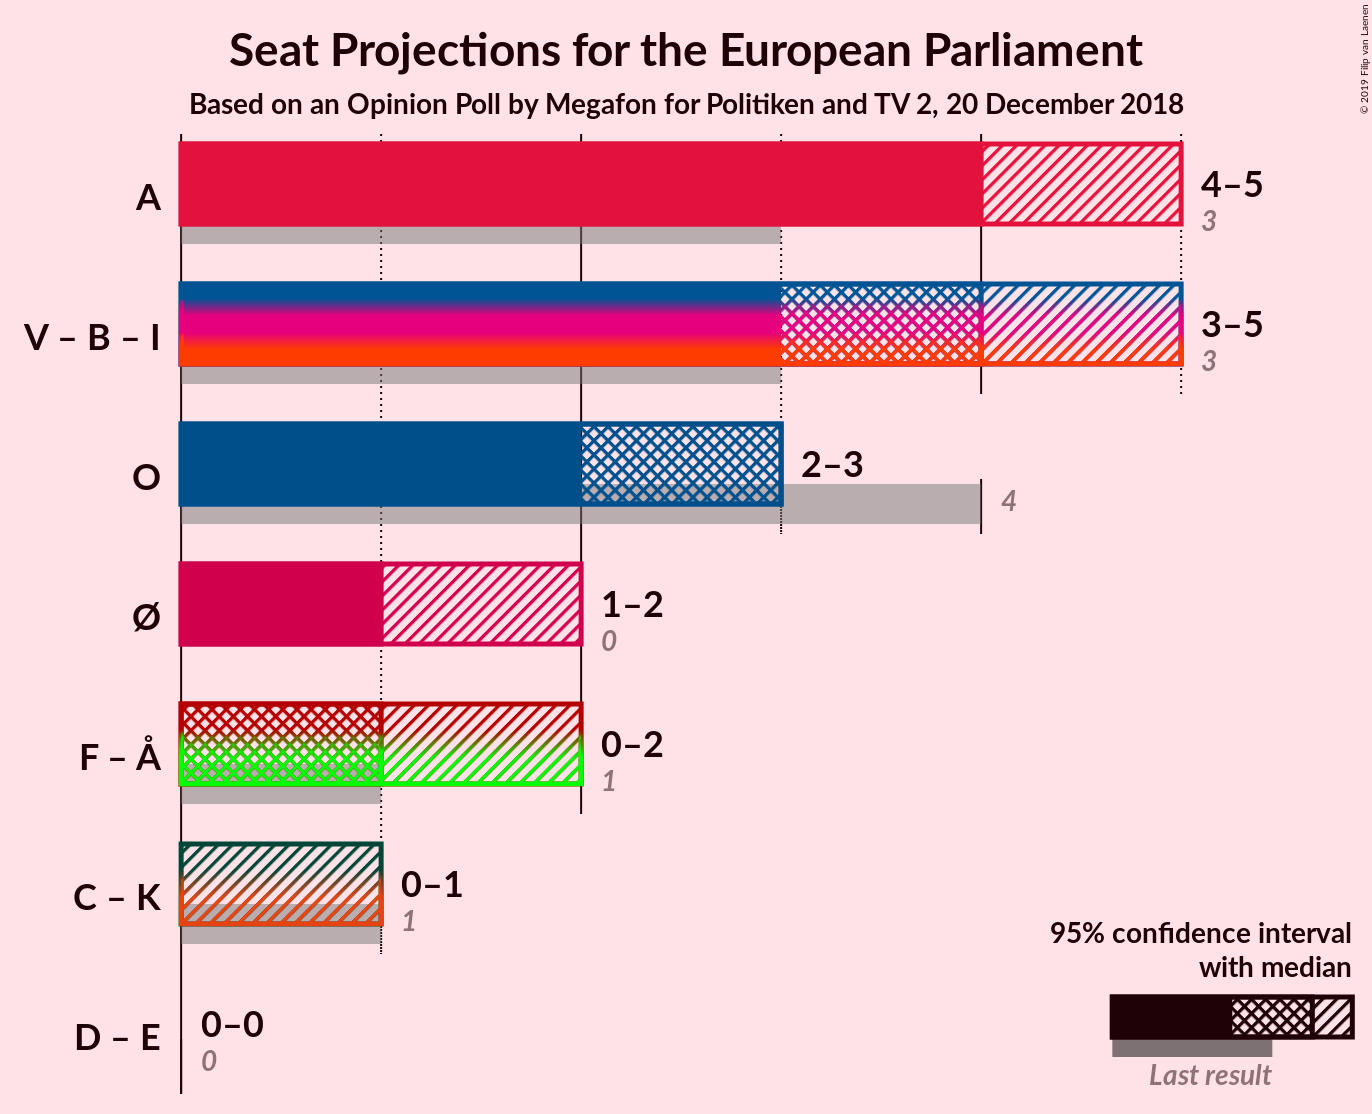 Seat Projections for the European Parliament
Based on an Opinion Poll by Megafon for Politiken and TV 2, 20 December 2018
© 2019 Filip van Laenen
A
4–5
3
V – B – I
3–5
3
O
2–3
4
Ø
1–2
0
F – Å
0–2
1
C – K
0–1
1
D – E
0–0
0
95% confidence interval
with median
Last result